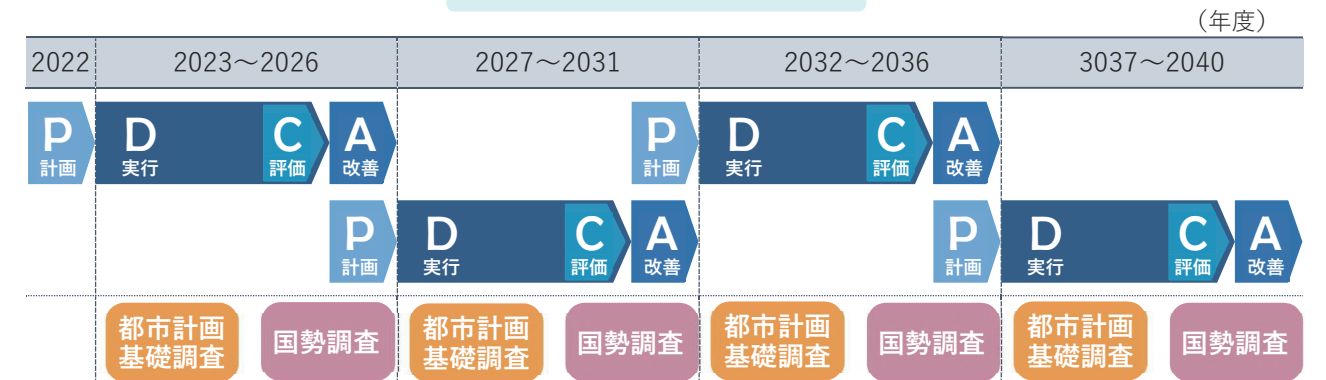 （年度）
2022 2023～2026 2027～2031 2032～2036 3037～2040
P D C A P D C A
計画 実行 評価 改善 計画 実行 評価 改善
P D C A P D C A
計画 実行 評価 改善 計画 実行 評価 改善
都市計画 国勢調査 都市計画 国勢調査 都市計画 国勢調査 都市計画 国勢調査
基礎調査 基礎調査 基礎調査 基礎調査